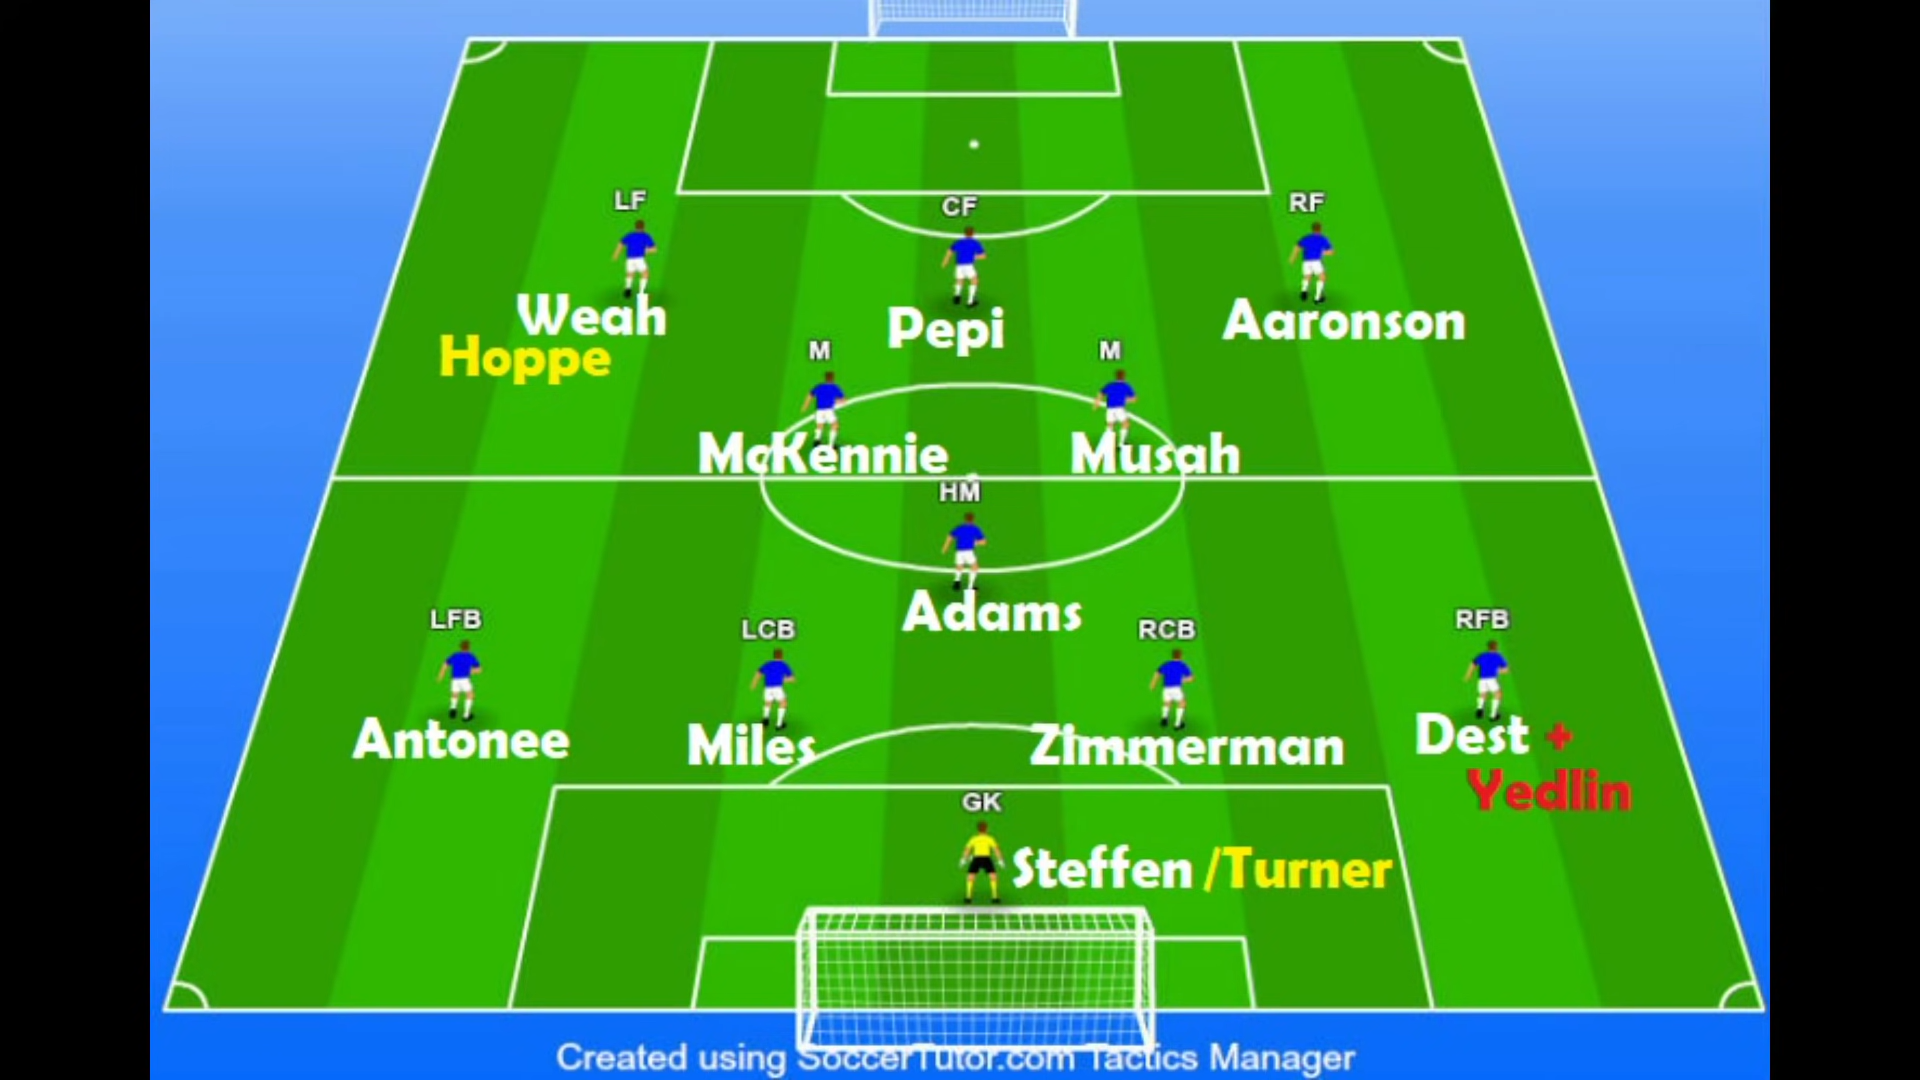 LF
CF
RF
Weah
Pepi
Aaronson
Hoppe
M
M
McKennie
Musah
HM
Adams
LFB
LCB
RCB
RFB
Antonee
Miles
Zimmerman
Dest +
Yedlin
GK
Steffen /Turner
Created using SoccerTutor.com Tactics Manager